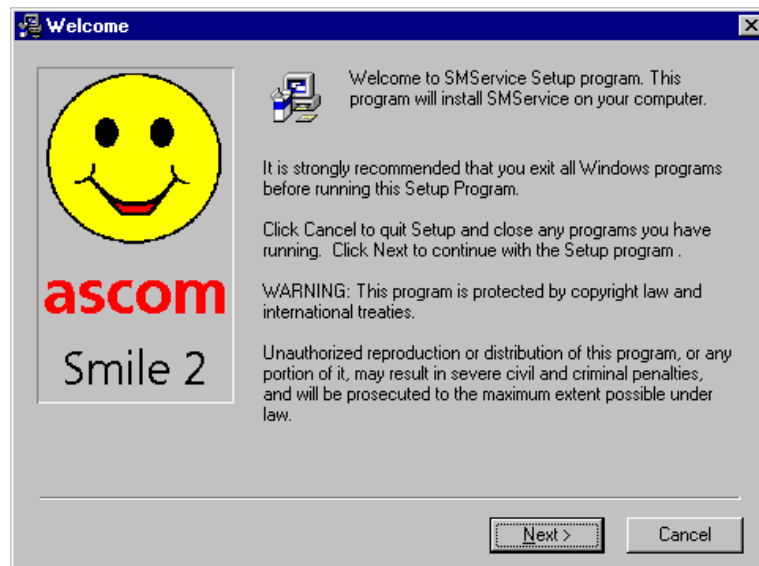 Welcome
ascom
Smile 2
Welcome to SMService Setup program. This
program will install SMService on your computer.
It is strongly recommended that you exit all Windows programs
before running this Setup Program.
Click Cancel to quit Setup and close any programs you have
running. Click Next to continue with the Setup program .
WARNING: This program is protected by copyright law and
international treaties.
Unauthorized reproduction or distribution of this program, or any
portion of it, may result in severe civil and criminal penalties,
and will be prosecuted to the maximum extent possible under
law.
Next >
Cancel